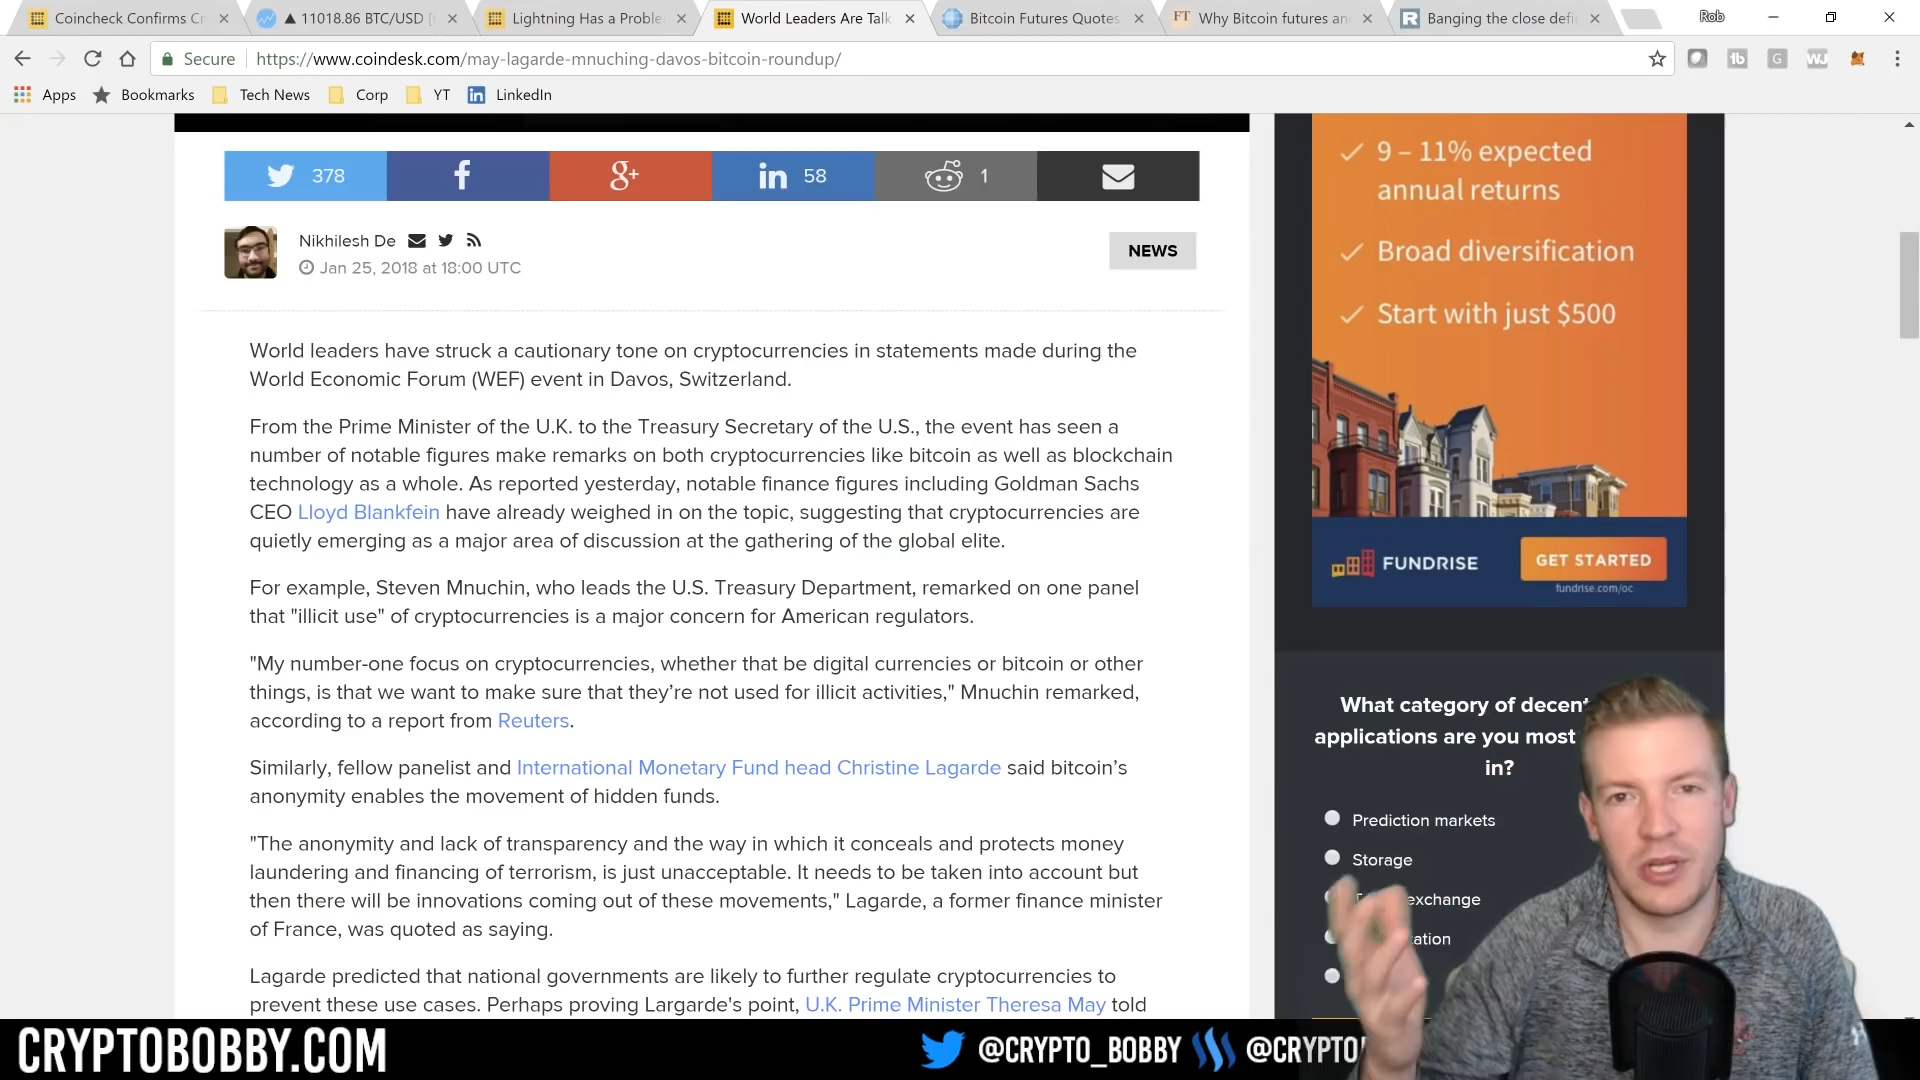 Coincheck Confirms Cr
▲ 11018.86 BTC/USD
Lightning Has a Proble
World Leaders Are Talk
Bitcoin Futures Quotes
FT Why Bitcoin futures an
R Banging the close defi
Rob
Secure
https://www.coindesk.com/may-lagarde-mnuching-davos-bitcoin-roundup/
Apps
Bookmarks
Tech News
Corp
YT
LinkedIn
378
58
1
Nikhilesh De
Jan 25, 2018 at 18:00 UTC
NEWS
World leaders have struck a cautionary tone on cryptocurrencies in statements made during the
World Economic Forum (WEF) event in Davos, Switzerland.
From the Prime Minister of the U.K. to the Treasury Secretary of the U.S., the event has seen a
number of notable figures make remarks on both cryptocurrencies like bitcoin as well as blockchain
technology as a whole. As reported yesterday, notable finance figures including Goldman Sachs
CEO Lloyd Blankfein have already weighed in on the topic, suggesting that cryptocurrencies are
quietly emerging as a major area of discussion at the gathering of the global elite.
For example, Steven Mnuchin, who leads the U.S. Treasury Department, remarked on one panel
that "illicit use" of cryptocurrencies is a major concern for American regulators.
"My number-one focus on cryptocurrencies, whether that be digital currencies or bitcoin or other
things, is that we want to make sure that they're not used for illicit activities," Mnuchin remarked,
according to a report from Reuters.
Similarly, fellow panelist and International Monetary Fund head Christine Lagarde said bitcoin's
anonymity enables the movement of hidden funds.
"The anonymity and lack of transparency and the way in which it conceals and protects money
laundering and financing of terrorism, is just unacceptable. It needs to be taken into account but
then there will be innovations coming out of these movements," Lagarde, a former finance minister
of France, was quoted as saying.
Lagarde predicted that national governments are likely to further regulate cryptocurrencies to
prevent these use cases. Perhaps proving Largarde's point, U.K. Prime Minister Theresa May told
9 – 11% expected
annual returns
Broad diversification
Start with just $500
FUNDRISE
GET STARTED
fundrise.com/oc
What category of decent
applications are you most
in?
Prediction markets
Storage
exchange
ation
CRYPTOBOBBY.COM
@CRYPTO_BOBBY
@CRYPTO